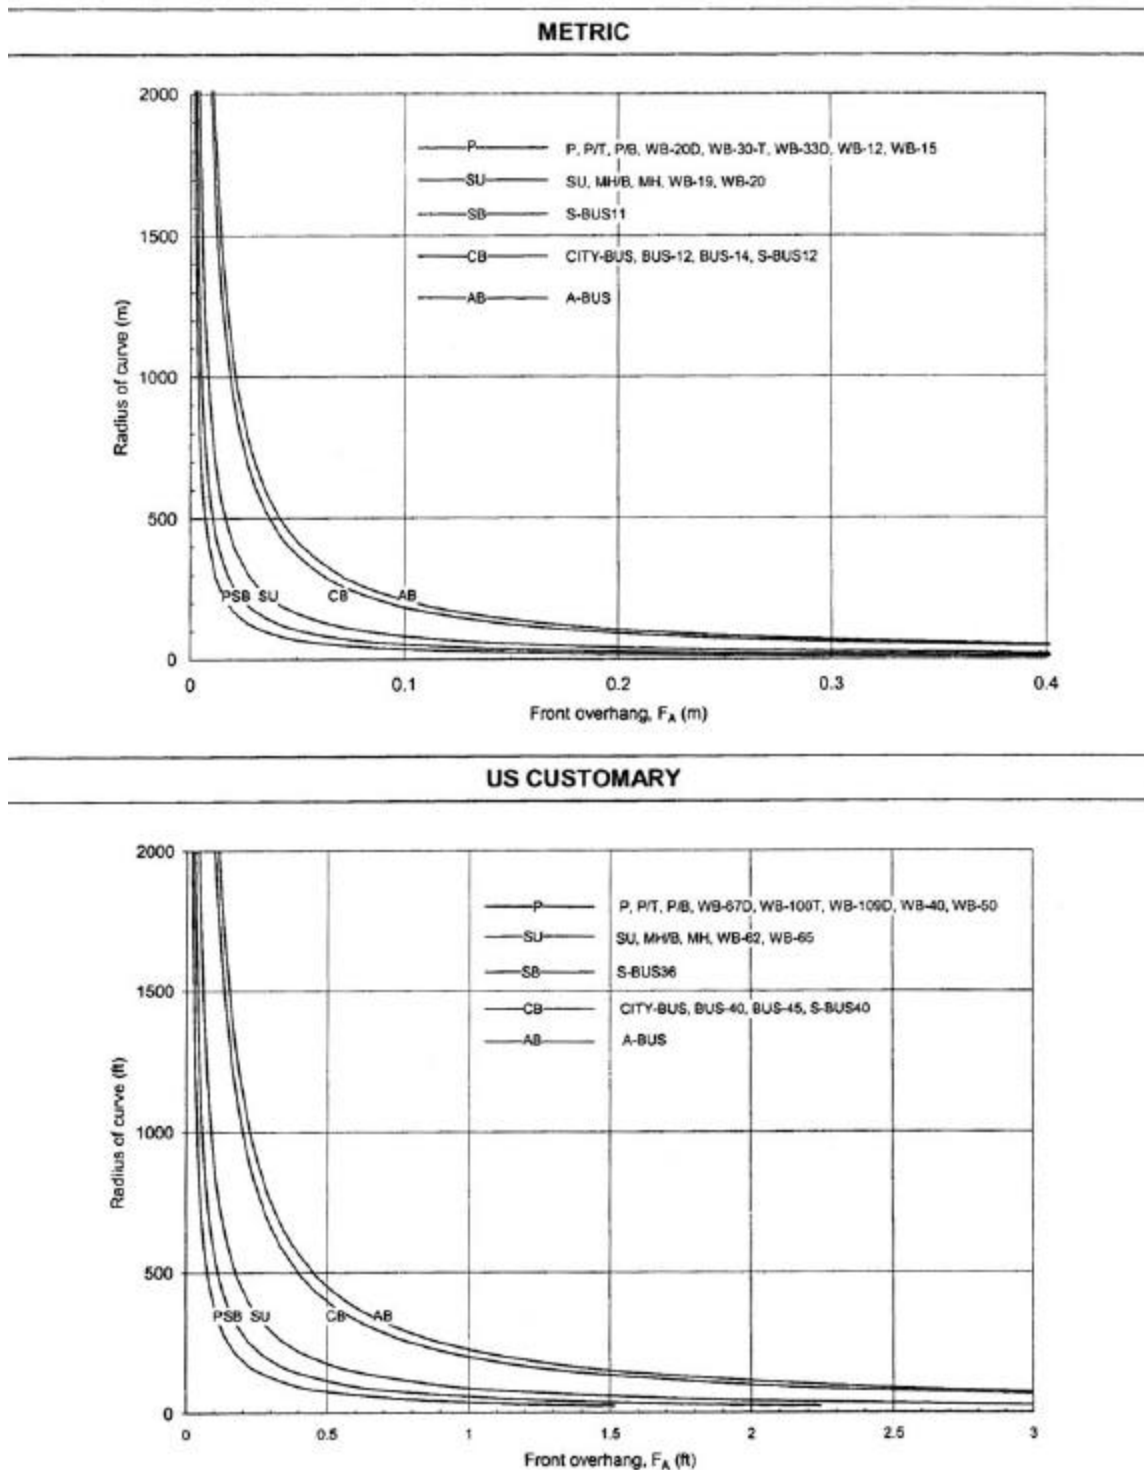 METRIC
2000
1500
1000
500
0
Radius of curve (m)
P P, P/T, P/B, WB-20D, WB-30-T, WB-33D, WB-12, WB-15
SU SU, MH/B, MH, WB-19, WB-20
SB S-BUS11
CB CITY-BUS, BUS-12, BUS-14, S-BUS12
AB A-BUS
P SB SU CB AB
0 0.1 0.2 0.3 0.4
Front overhang, FA (m)
US CUSTOMARY
2000
1500
1000
500
0
Radiius of curve (ft)
P P, P/T, P/B, WB-67D, WB-100T, WB-109D, WB-40, WB-50
SU SU, MH/B, MH, WB-62, WB-65
SB S-BUS36
CB CITY-BUS, BUS-40, BUS-45, S-BUS40
AB A-BUS
P SB SU CB AB
0 0.5 1 1.5 2 2.5 3
Front overhang, FA (ft)